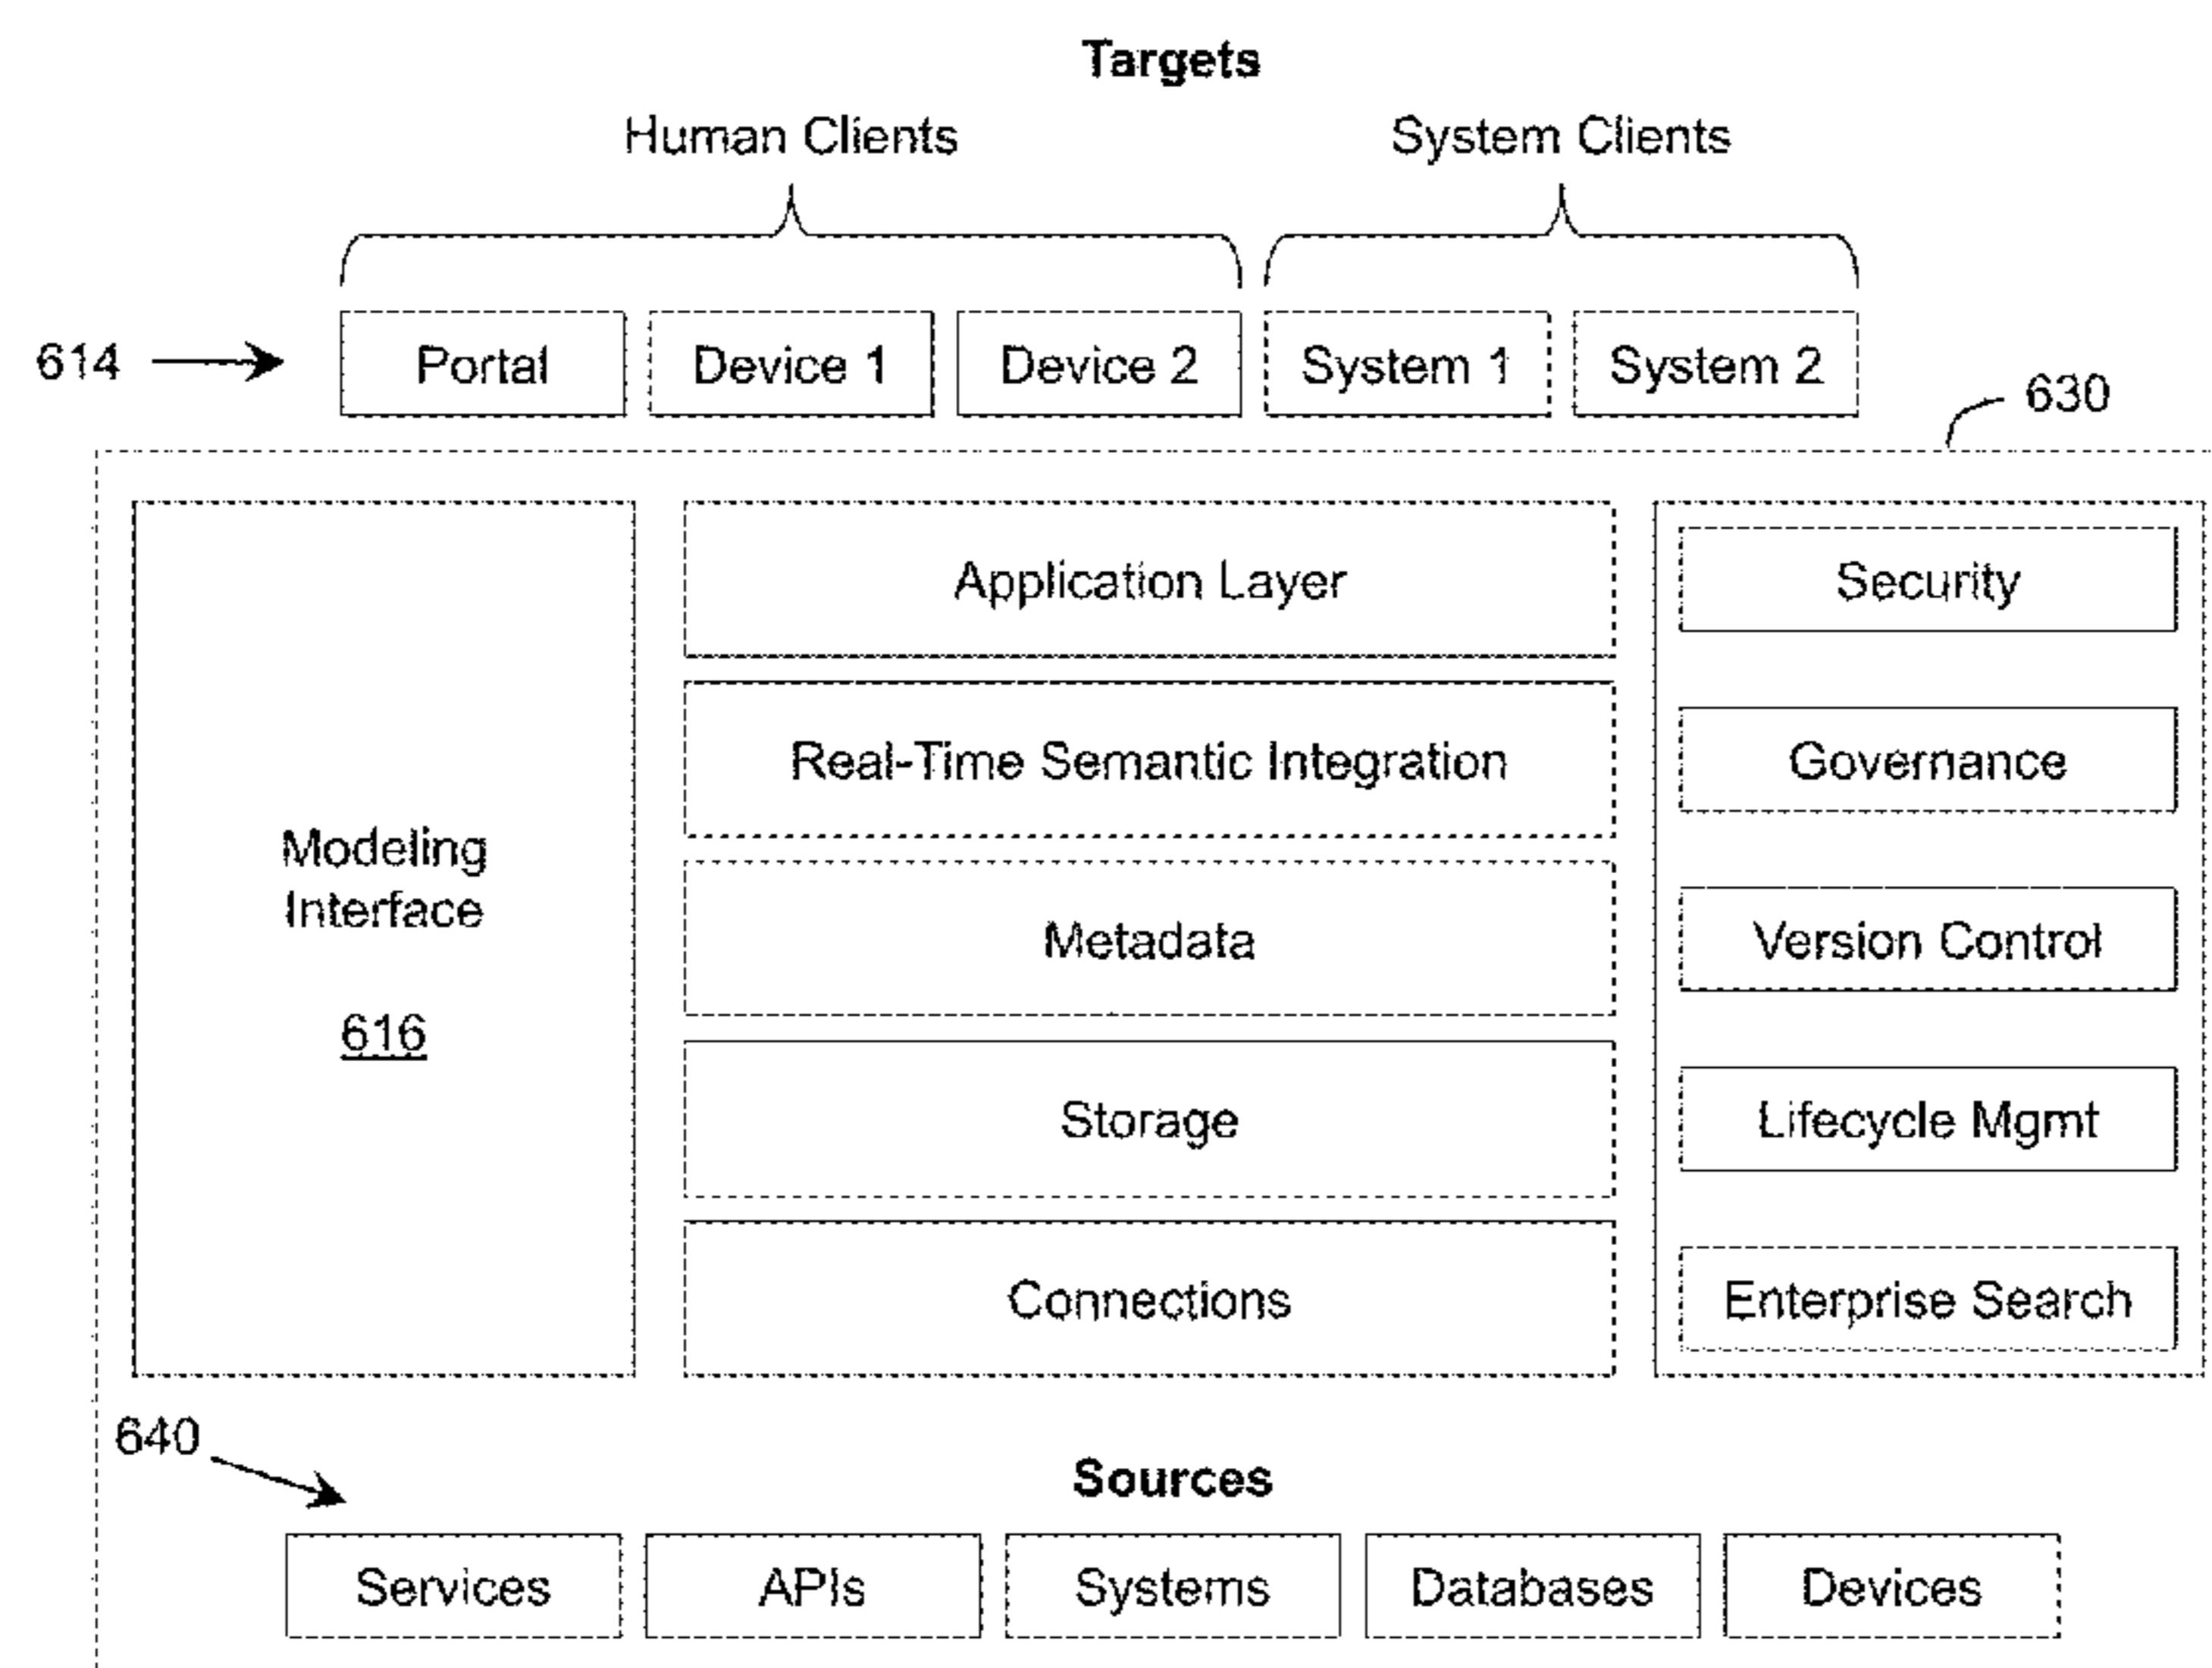 Targets
Human Clients
System Clients
614
Portal
Device 1
Device 2
System 1
System 2
630
Modeling
Interface
616
Application Layer
Real-Time Semantic Integration
Metadata
Storage
Connections
Security
Governance
Version Control
Lifecycle Mgmt
Enterprise Search
640
Sources
Services
APIs
Systems
Databases
Devices